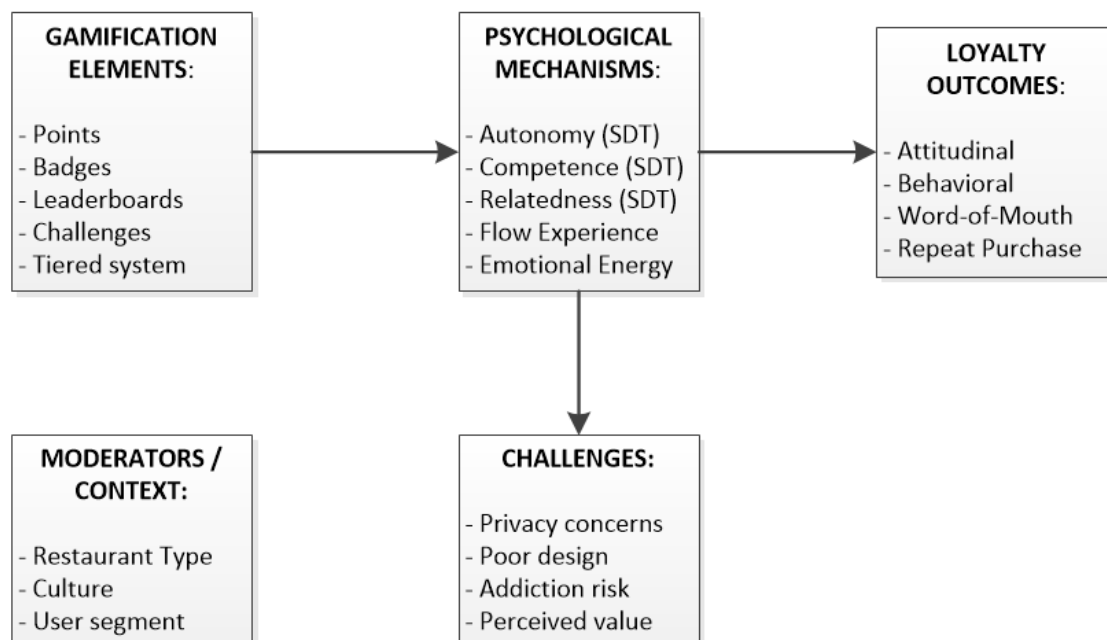 GAMIFICATION
ELEMENTS:
- Points
- Badges
- Leaderboards
- Challenges
- Tiered system
PSYCHOLOGICAL
MECHANISMS:
- Autonomy (SDT)
- Competence (SDT)
- Relatedness (SDT)
- Flow Experience
- Emotional Energy
LOYALTY
OUTCOMES:
- Attitudinal
- Behavioral
- Word-of-Mouth
- Repeat Purchase
MODERATORS /
CONTEXT:
- Restaurant Type
- Culture
- User segment
CHALLENGES:
- Privacy concerns
- Poor design
- Addiction risk
- Perceived value